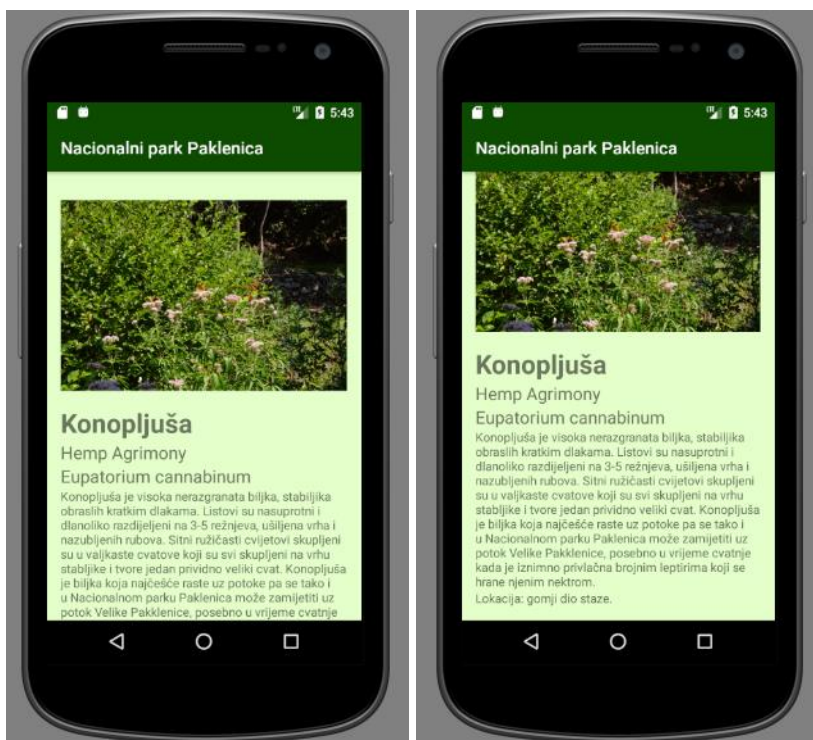 5:43
Nacionalni park Paklenica
Konopljuša
Hemp Agrimony
Eupatorium cannabinum
Konopljuša je visoka nerazgranata biljka, stabiljika
obraslih kratkim dlakama. Listovi su nasuprotni i
dlanoliko razdijeljeni na 3-5 režnjeva, ušiljena vrha i
nazubljenih rubova. Sitni ružičasti cvijetovi skupljeni
su u valjkaste cvatove koji su svi skupljeni na vrhu
stabljike i tvore jedan prividno veliki cvat. Konopljuša
je biljka koja najčešće raste uz potoke pa se tako i
u Nacionalnom parku Paklenica može zamijetiti uz
potok Velike Pakklenice, posebno u vrijeme cvatnje
5:43
Nacionalni park Paklenica
Konopljuša
Hemp Agrimony
Eupatorium cannabinum
Konopljuša je visoka nerazgranata biljka, stabiljika
obraslih kratkim dlakama. Listovi su nasuprotni i
dlanoliko razdijeljeni na 3-5 režnjeva, ušiljena vrha i
nazubljenih rubova. Sitni ružičasti cvijetovi skupljeni
su u valjkaste cvatove koji su svi skupljeni na vrhu
stabljike i tvore jedan prividno veliki cvat. Konopljuša
je biljka koja najčešće raste uz potoke pa se tako i
u Nacionalnom parku Paklenica može zamijetiti uz
potok Velike Pakklenice, posebno u vrijeme cvatnje
kada je iznimno privlačna brojnim leptirima koji se
hrane njenim nektrom.
Lokacija: gornji dio staze.